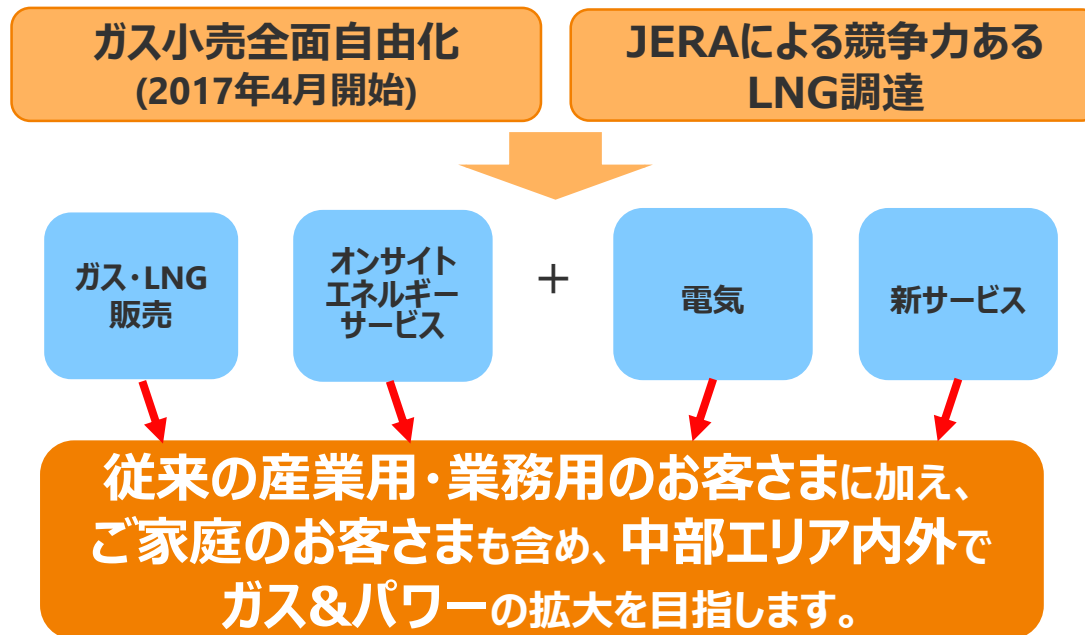 ガス小売全面自由化
(2017年4月開始)
JERAによる競争力ある
LNG調達
ガス・LNG
販売
オンサイト
エネルギー
サービス
＋
電気
新サービス
従来の産業用・業務用のお客さまに加え、
ご家庭のお客さまも含め、中部エリア内外で
ガス&パワーの拡大を目指します。